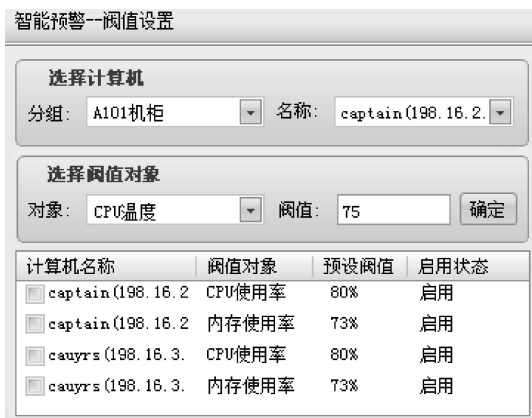 智能预警--阀值设置
选择计算机
分组: A101机柜 名称: captain(198.16.2.
选择阀值对象
对象: CPU温度 阀值: 75 确定
计算机名称 阀值对象 预设阀值 启用状态
captain(198.16.2 CPU使用率 80% 启用
captain(198.16.2 内存使用率 73% 启用
cauyrs(198.16.3. CPU使用率 80% 启用
cauyrs(198.16.3. 内存使用率 73% 启用